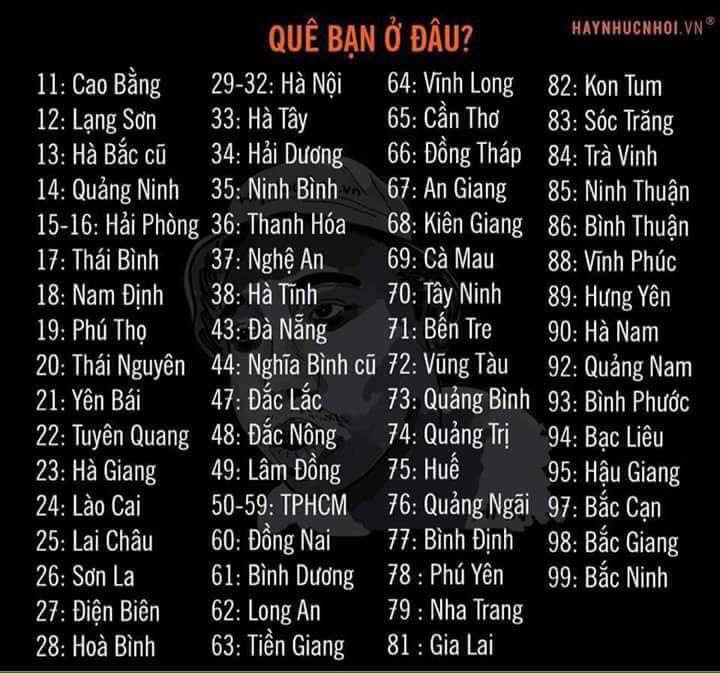 QUÊ BẠN Ở ĐÂU?
HAYNHUCNHOI.VN®
11: Cao Bằng
12: Lạng Sơn
13: Hà Bắc cũ
14: Quảng Ninh
15-16: Hải Phòng
17: Thái Bình
18: Nam Định
19: Phú Thọ
20: Thái Nguyên
21: Yên Bái
22: Tuyên Quang
23: Hà Giang
24: Lào Cai
25: Lai Châu
26: Sơn La
27: Điện Biên
28: Hoà Bình
29-32: Hà Nội
33: Hà Tây
34: Hải Dương
35: Ninh Bình
36: Thanh Hóa
37: Nghệ An
38: Hà Tĩnh
43: Đà Nẵng
44: Nghĩa Bình cũ
47: Đắc Lắc
48: Đắc Nông
49: Lâm Đồng
50-59: TPHCM
60: Đồng Nai
61: Bình Dương
62: Long An
63: Tiền Giang
64: Vĩnh Long
65: Cần Thơ
66: Đồng Tháp
67: An Giang
68: Kiên Giang
69: Cà Mau
70: Tây Ninh
71: Bến Tre
72: Vũng Tàu
73: Quảng Bình
74: Quảng Trị
75: Huế
76: Quảng Ngãi
77: Bình Định
78 : Phú Yên
79 : Nha Trang
81 : Gia Lai
82: Kon Tum
83: Sóc Trăng
84: Trà Vinh
85: Ninh Thuận
86: Bình Thuận
88: Vĩnh Phúc
89: Hưng Yên
90: Hà Nam
92: Quảng Nam
93: Bình Phước
94: Bạc Liêu
95: Hậu Giang
97: Bắc Cạn
98: Bắc Giang
99: Bắc Ninh